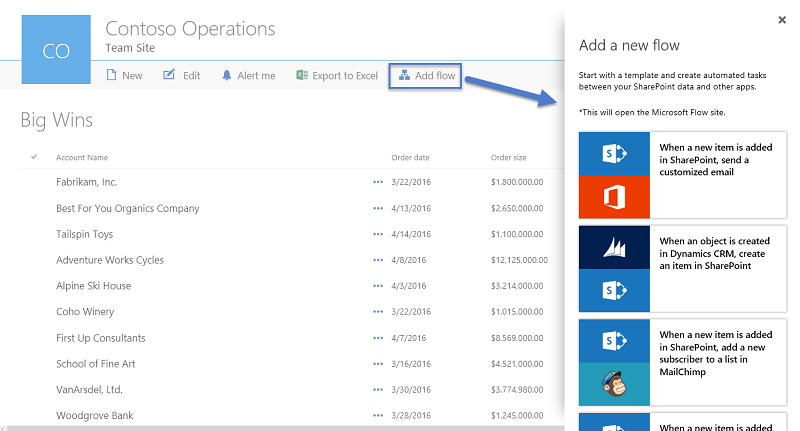 CO
Contoso Operations
Team Site
New Edit Alert me Export to Excel Add flow
Big Wins
Account Name Order date Order size
Fabrikam, Inc. 3/22/2016 $1,800,000.00
Best For You Organics Company 4/13/2016 $2,650,000.00
Tailspin Toys 4/14/2016 $1,100,000.00
Adventure Works Cycles 4/8/2016 $12,125,000.00
Alpine Ski House 4/3/2016 $3,214,000.00
Coho Winery 3/22/2016 $1,015,000.00
First Up Consultants 4/7/2016 $8,569,000.00
School of Fine Art 3/16/2016 $4,521,000.00
VanArsdel, Ltd. 3/30/2016 $3,774,980.00
Woodgrove Bank 3/28/2016 $1,245,000.00
Add a new flow
Start with a template and create automated tasks
between your SharePoint data and other apps.
*This will open the Microsoft Flow site.
When a new item is added
in SharePoint, send a
customized email
When an object is created
in Dynamics CRM, create
an item in SharePoint
When a new item is added
in SharePoint, add a new
subscriber to a list in
MailChimp
When a new item is added